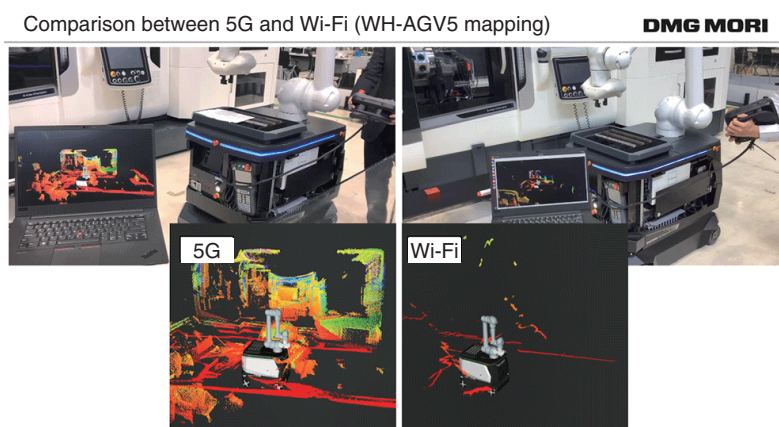 Comparison between 5G and Wi-Fi (WH-AGV5 mapping)
DMG MORI
5G
Wi-Fi